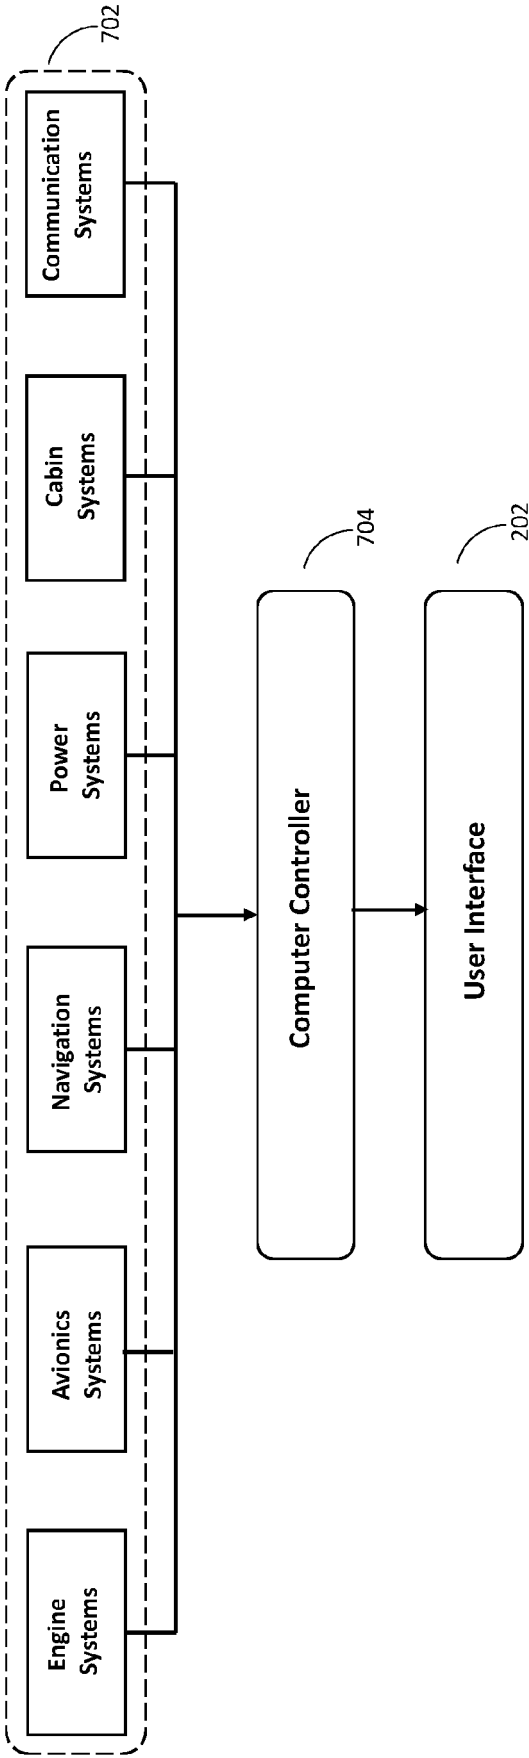 702
Engine
Systems
Avionics
Systems
Navigation
Systems
Power
Systems
Cabin
Systems
Communication
Systems
704
Computer Controller
202
User Interface